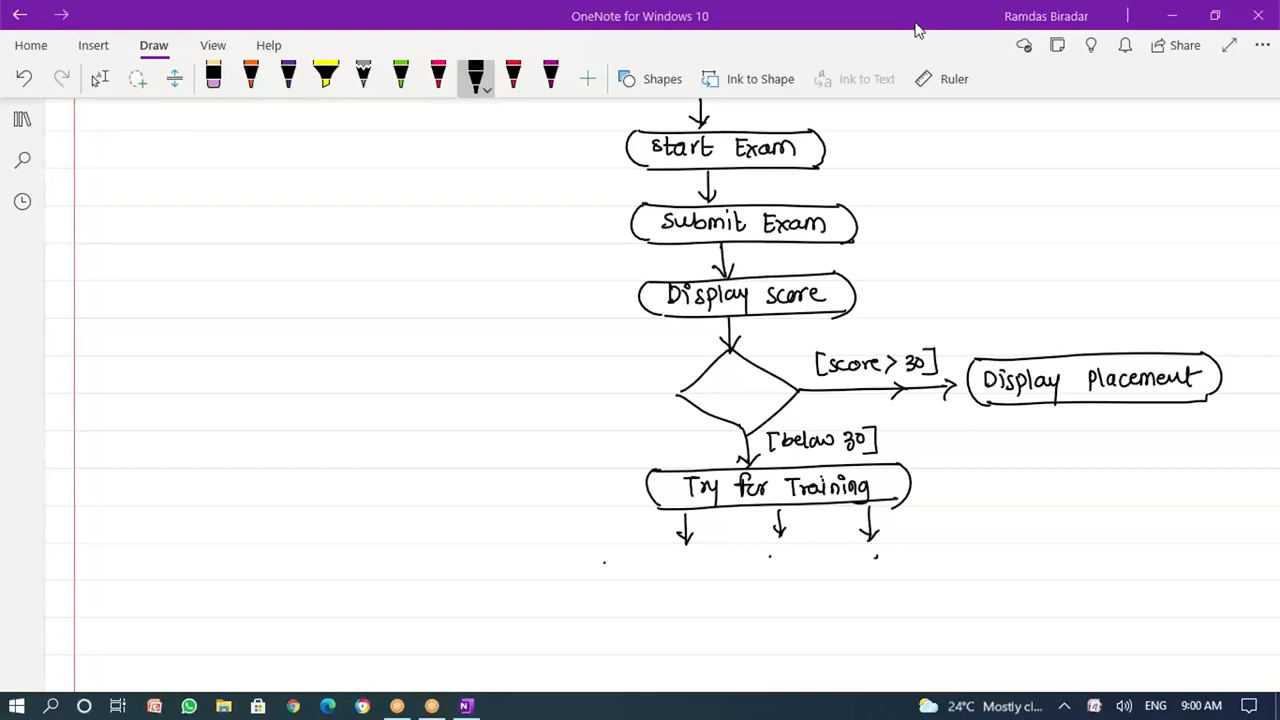 OneNote for Windows 10
Ramdas Biradar
Home Insert Draw View Help
Share
Shapes Ink to Shape Ink to Text Ruler
Start Exam
Submit Exam
Display score
[score > 30]
Display Placement
[below 30]
Try for Training
24°C Mostly cl...
ENG
9:00 AM